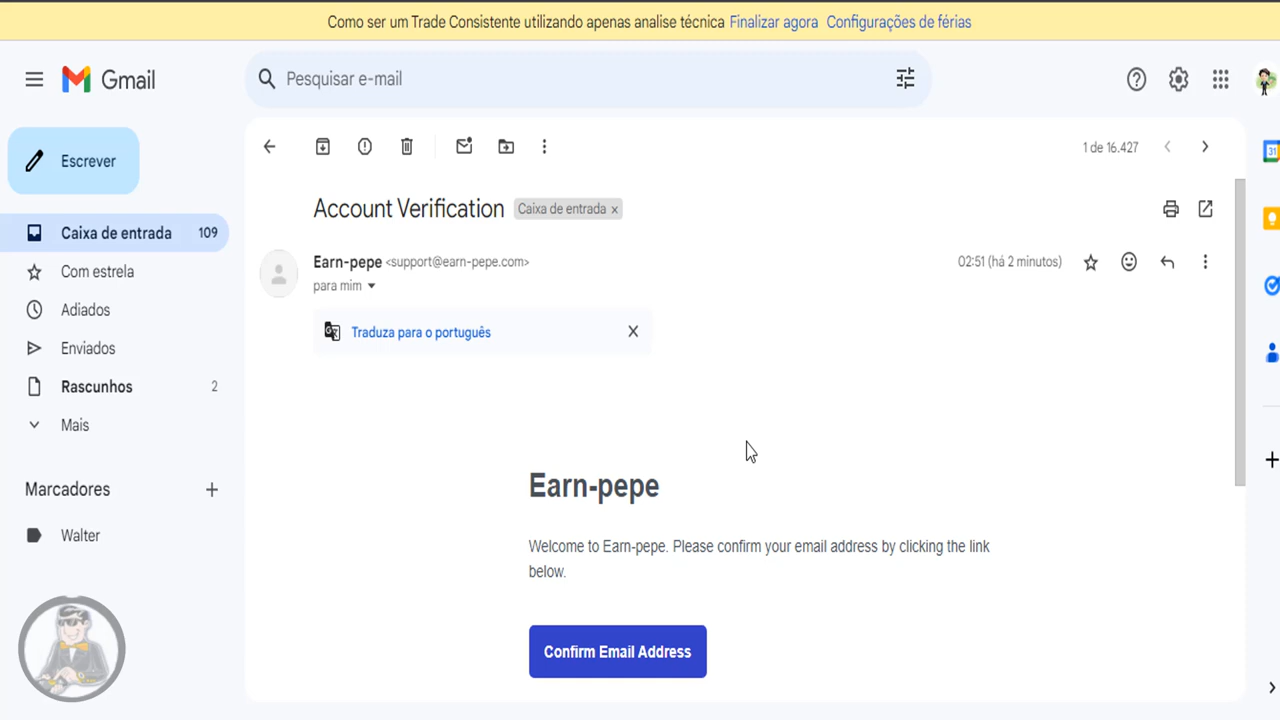 Como ser um Trade Consistente utilizando apenas analise técnica Finalizar agora Configurações de férias
Gmail
Pesquisar e-mail
Escrever
1 de 16.427
Account Verification Caixa de entrada x
Caixa de entrada 109
Earn-pepe <support@earn-pepe.com> 02:51 (há 2 minutos)
para mim
Com estrela
Adiados
Traduza para o português
Enviados
Rascunhos 2
Mais
Marcadores
Walter
31
Earn-pepe
Welcome to Earn-pepe. Please confirm your email address by clicking the link
below.
Confirm Email Address